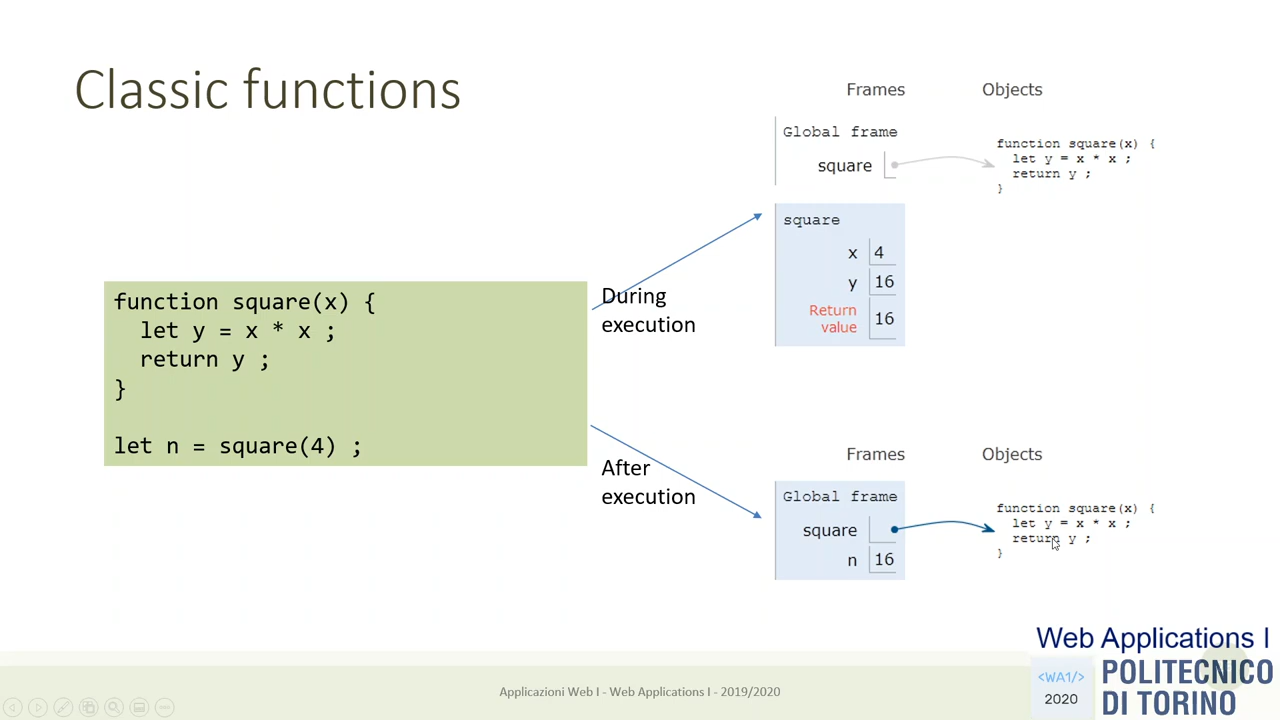 Classic functions
function square(x) {
let y = x * x ;
return y ;
}
let n = square(4) ;
During
execution
After
execution
Frames Objects
Global frame
square
function square(x) {
let y = x * x ;
return y ;
}
square
x 4
y 16
Return
value 16
Frames Objects
Global frame
square
n 16
function square(x) {
let y = x * x ;
return y ;
}
Applicazioni Web I - Web Applications I - 2019/2020
Web Applications I
<WA1/>
2020
POLITECNICO
DI TORINO